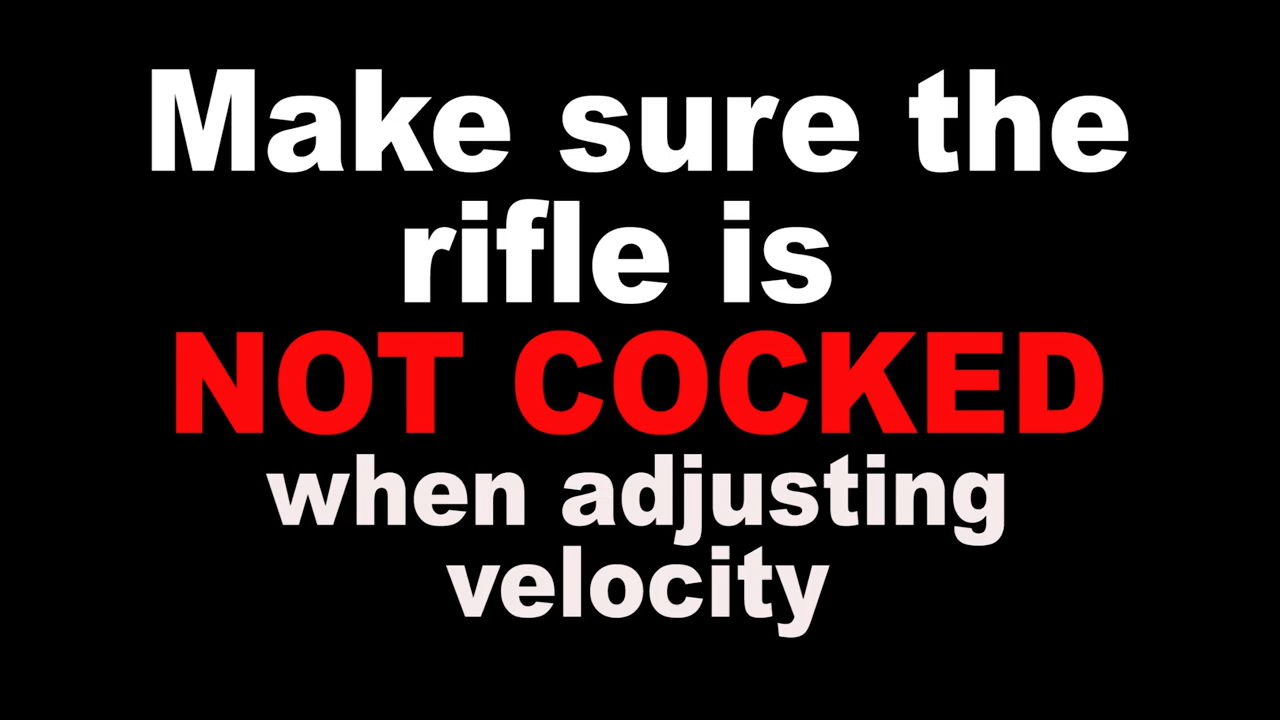 Make sure the
rifle is
NOT COCKED
when adjusting
velocity